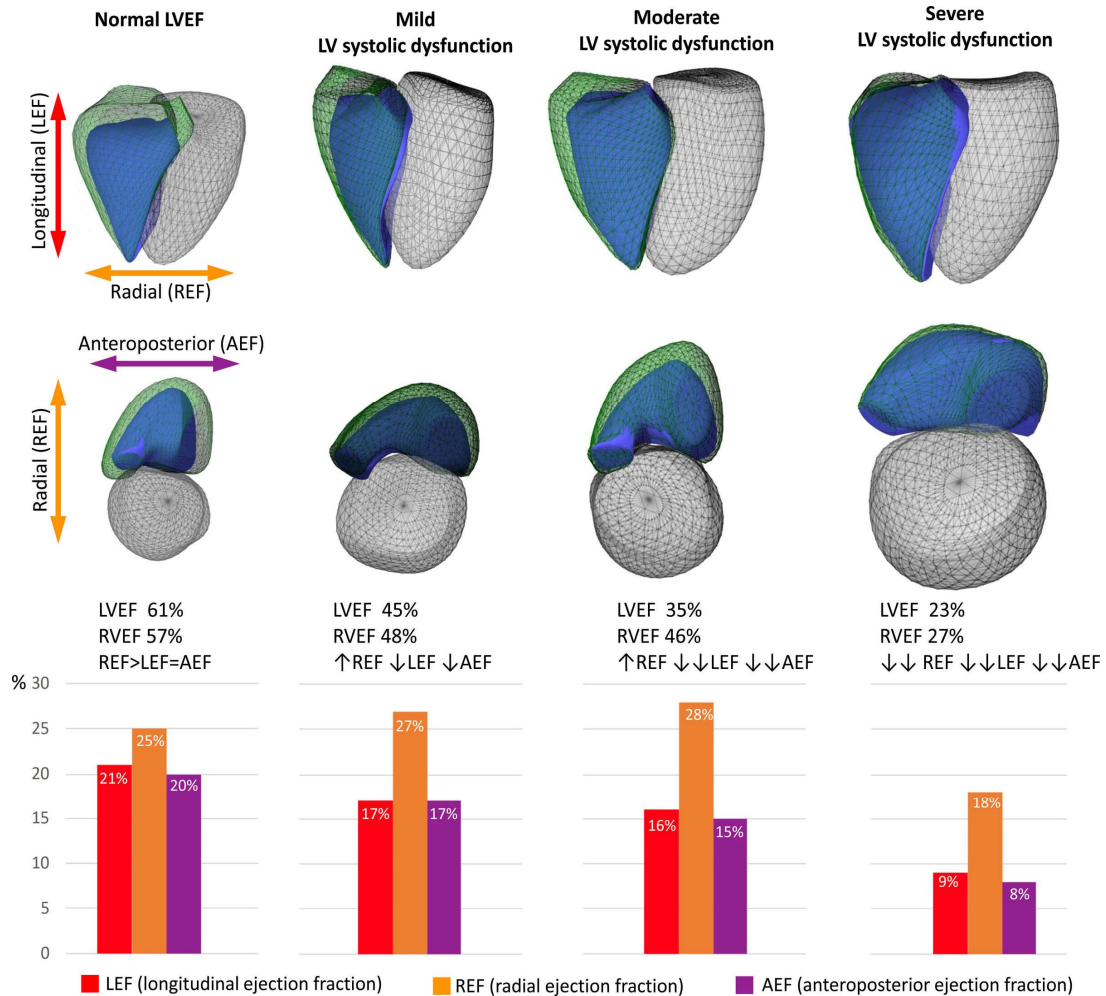 Normal LVEF
Mild
LV systolic dysfunction
Moderate
LV systolic dysfunction
Severe
LV systolic dysfunction
Longitudinal (LEF)
Radial (REF)
Anteroposterior (AEF)
Radial (REF)
LVEF 61%
RVEF 57%
REF>LEF=AEF
LVEF 45%
RVEF 48%
↑REF ↓LEF ↓AEF
LVEF 35%
RVEF 46%
↑REF ↓↓LEF ↓↓AEF
LVEF 23%
RVEF 27%
↓↓ REF ↓↓LEF ↓↓AEF
% 30
25
20
15
10
5
0
21%
25%
20%
17%
27%
17%
16%
28%
15%
9%
18%
8%
LEF (longitudinal ejection fraction)
REF (radial ejection fraction)
AEF (anteroposterior ejection fraction)